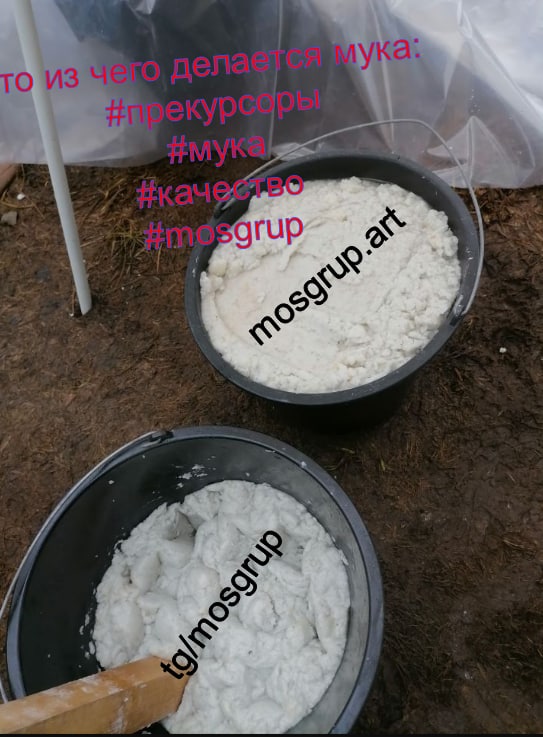 то из чего делается мука:
#прекурсоры
#мука
#качество
#mosgrup
mosgrup.art
tg/mosgrup